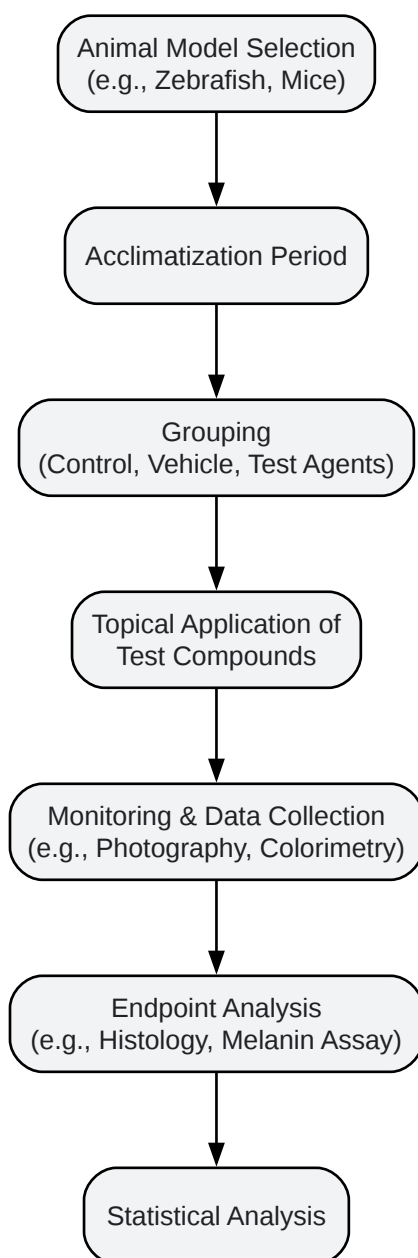 Animal Model Selection
(e.g., Zebrafish, Mice)
Acclimatization Period
Grouping
(Control, Vehicle, Test Agents)
Topical Application of
Test Compounds
Monitoring & Data Collection
(e.g., Photography, Colorimetry)
Endpoint Analysis
(e.g., Histology, Melanin Assay)
Statistical Analysis